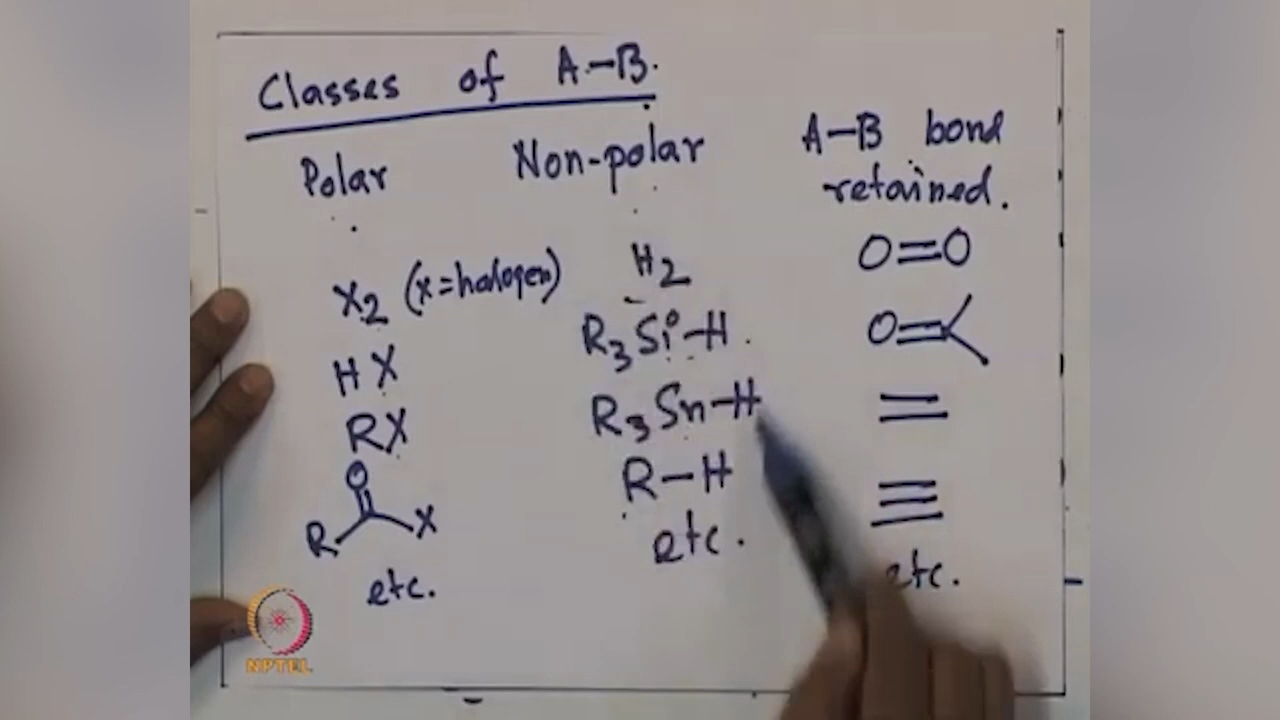 Classes of A-B.
Polar
X2 (X=halogen)
HX
RX
O
R X
etc.
Non-polar
H2
R3Si-H.
R3Sn-H
R-H
etc.
A-B bond
retained.
O=O
O=
=
≡
etc.
NPTEL